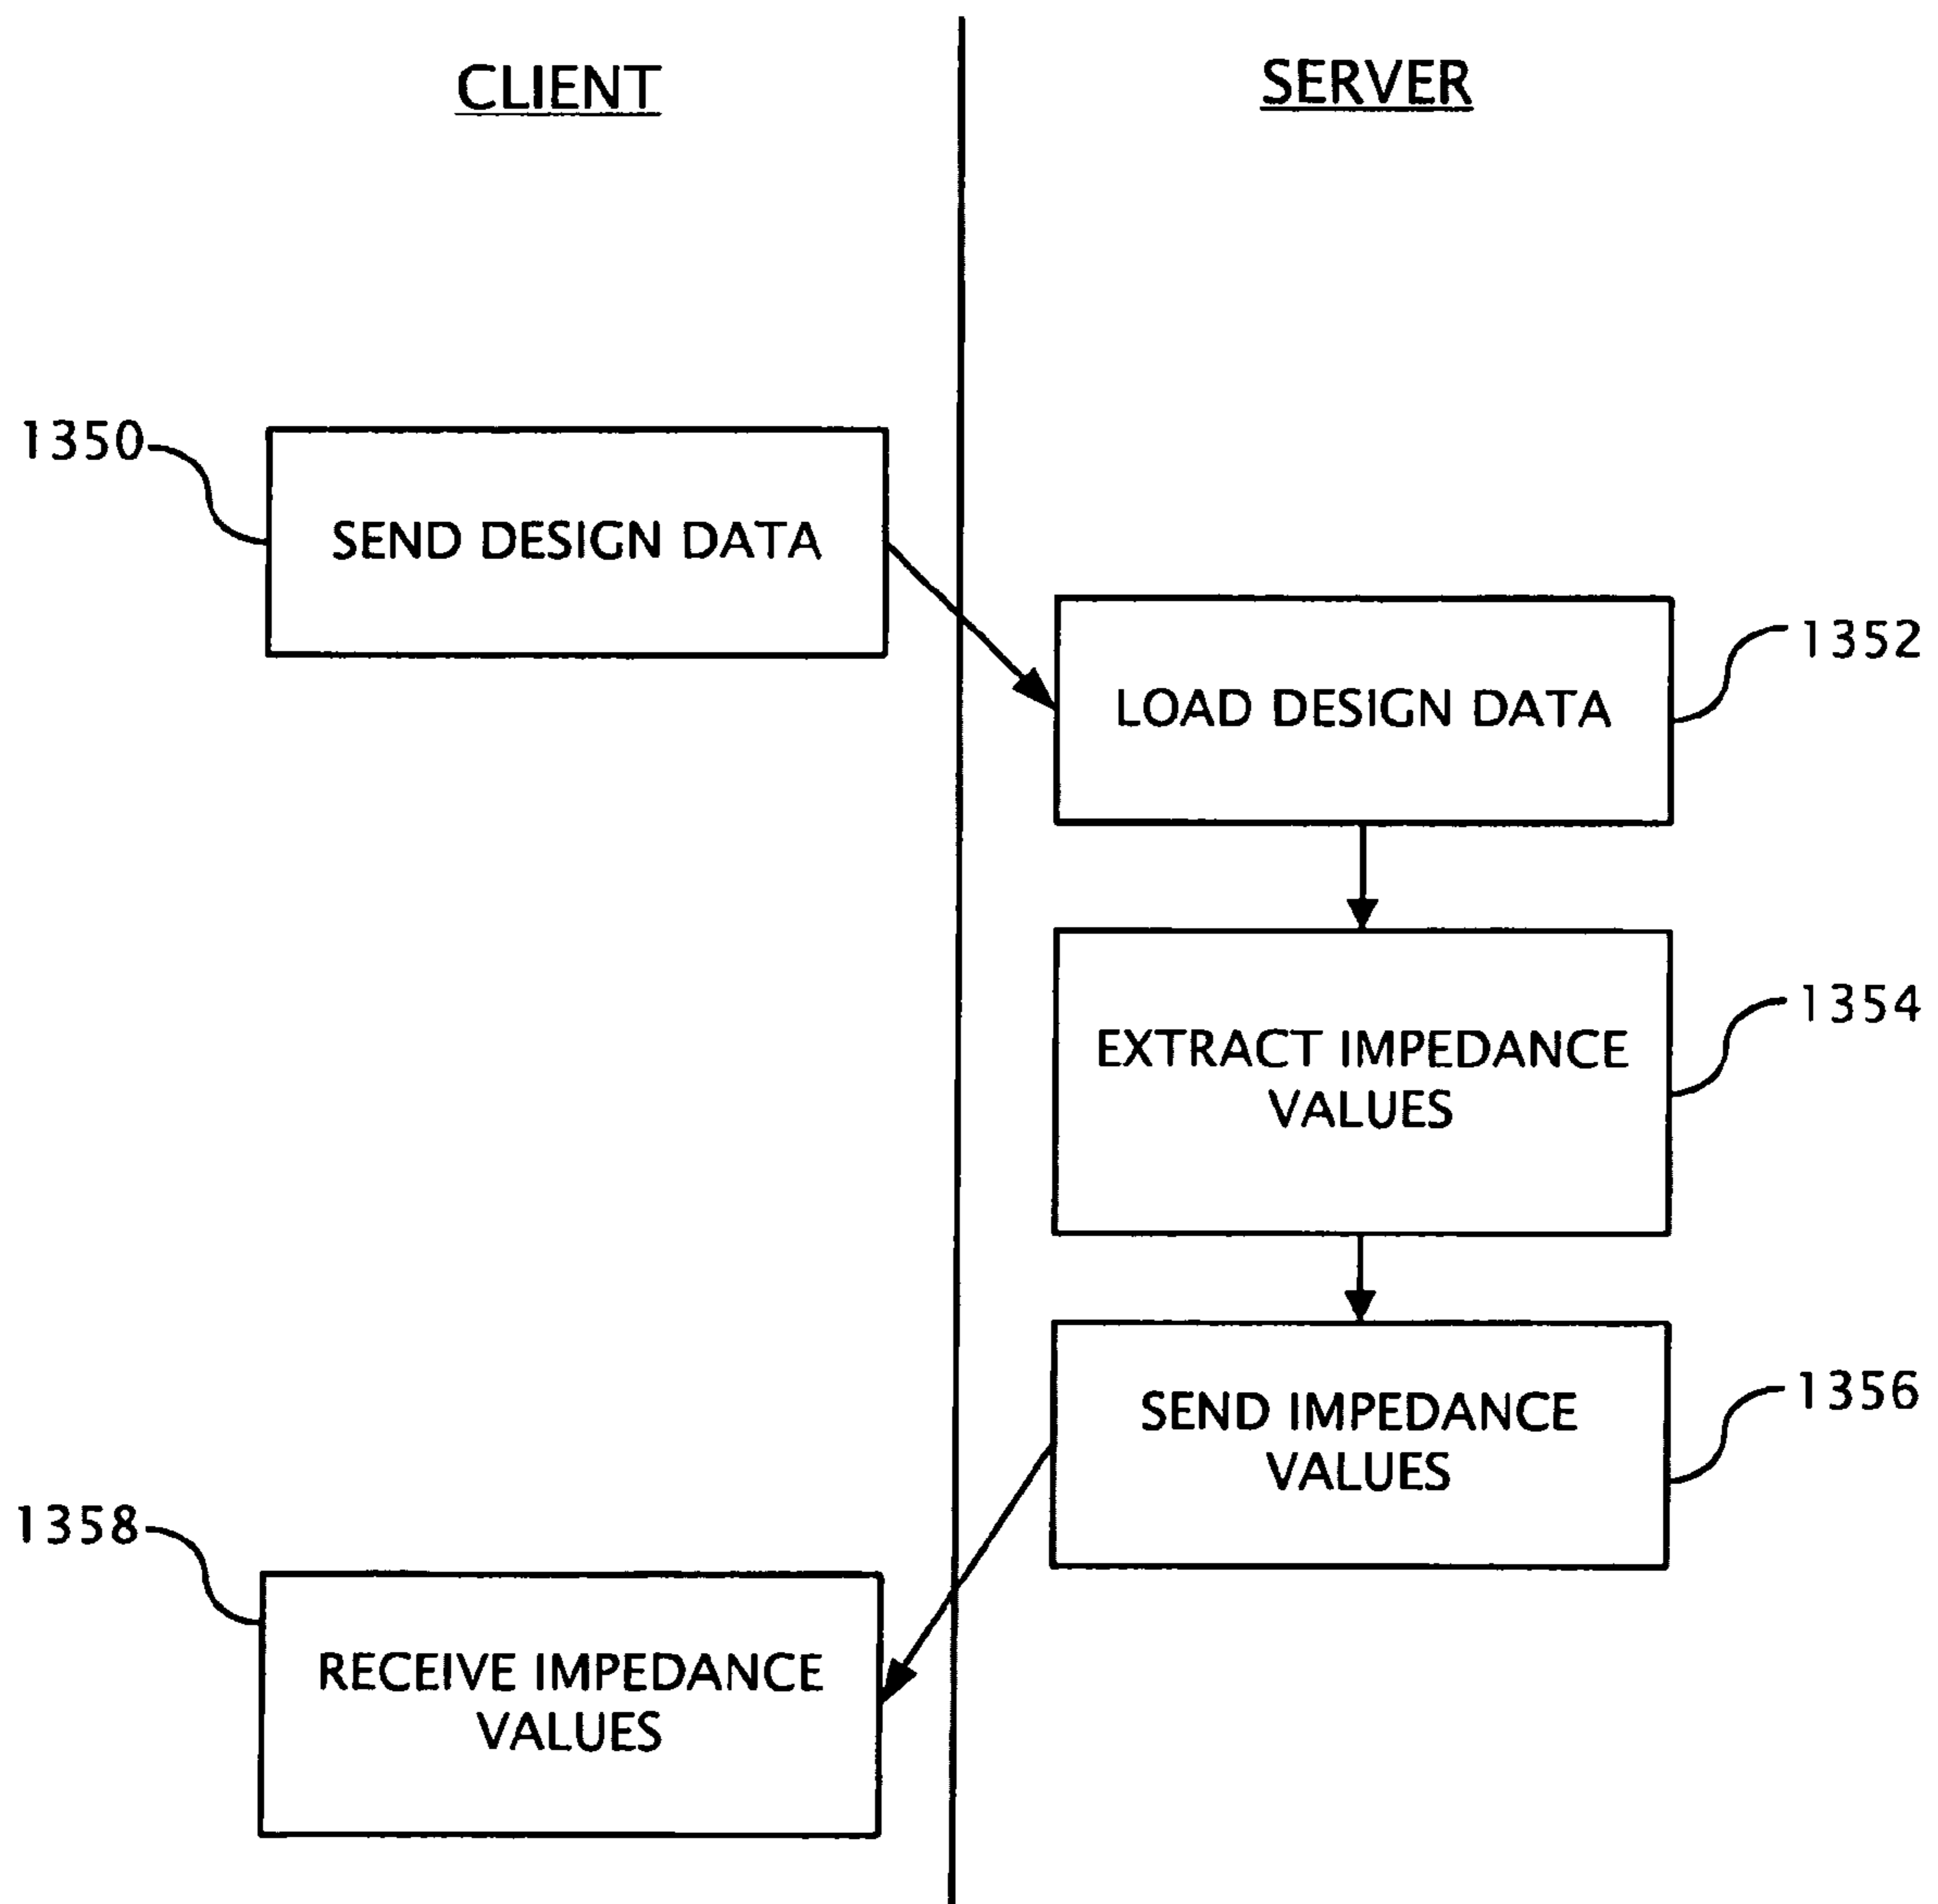 CLIENT
SERVER
1350
SEND DESIGN DATA
1352
LOAD DESIGN DATA
1354
EXTRACT IMPEDANCE
VALUES
1356
SEND IMPEDANCE
VALUES
1358
RECEIVE IMPEDANCE
VALUES